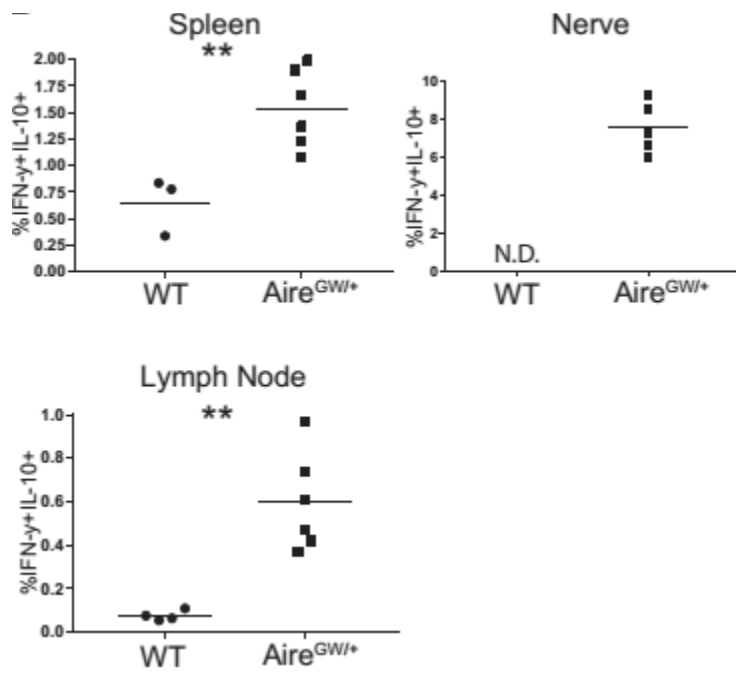 Spleen
**
%IFN-y+IL-10+
2.00
1.75
1.50
1.25
1.00
0.75
0.50
0.25
0.00
WT
Aire^GW/+
Nerve
%IFN-y+IL-10+
10
8
6
4
2
0
N.D.
WT
Aire^GW/+
Lymph Node
**
%IFN-y+IL-10+
1.0
0.8
0.6
0.4
0.2
0.0
WT
Aire^GW/+